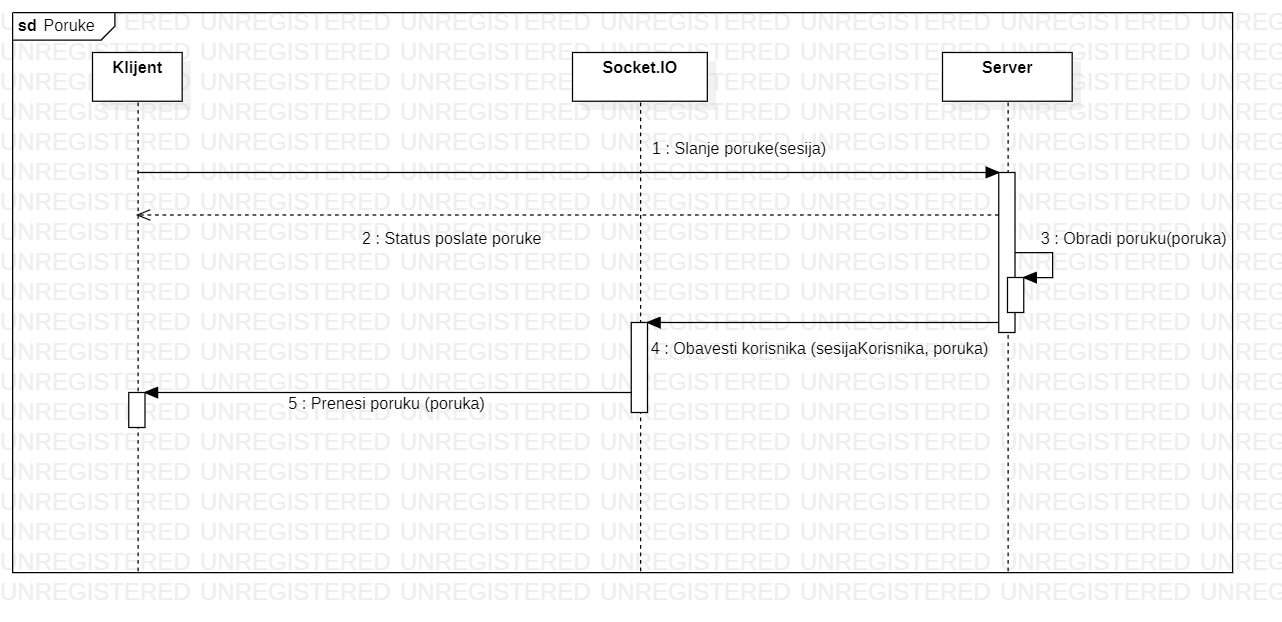 sd Poruke
Klijent
Socket.IO
Server
1 : Slanje poruke(sesija)
2 : Status poslate poruke
3 : Obradi poruku(poruka)
4 : Obavesti korisnika (sesijaKorisnika, poruka)
5 : Prenesi poruku (poruka)
UNREGISTERED